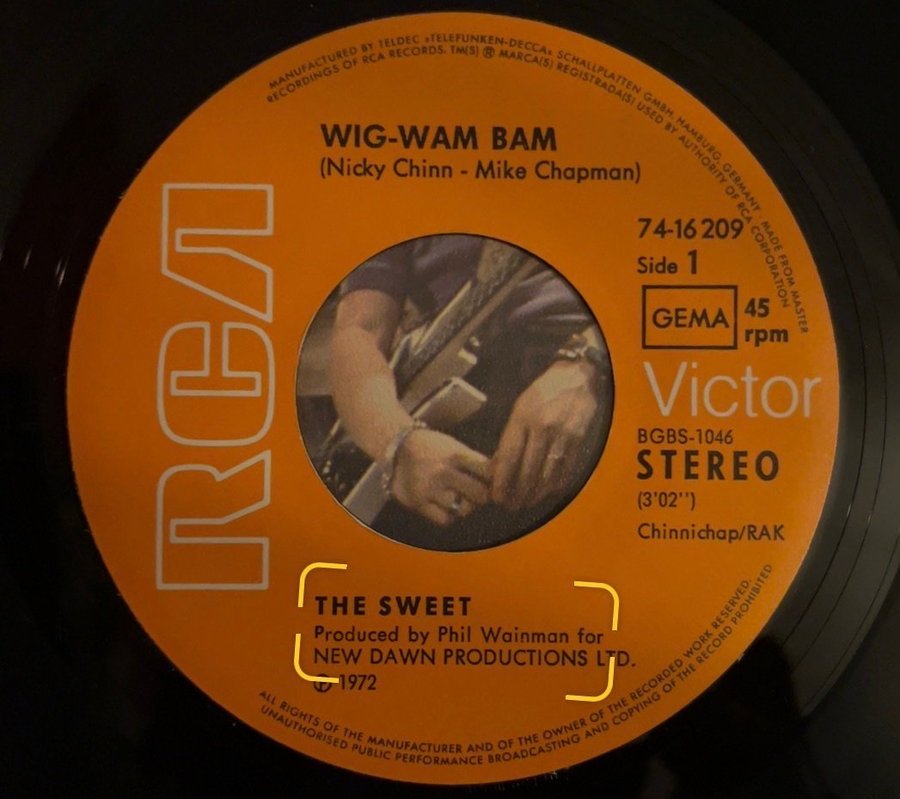 MANUFACTURED BY TELDEC »TELEFUNKEN-DECCA« SCHALLPLATTEN GMBH, HAMBURG, GERMANY · MADE FROM MASTER
RECORDINGS OF RCA RECORDS. TM(S) ® MARCA(S) REGISTRADA(S) USED BY AUTHORITY OF RCA CORPORATION
WIG-WAM BAM
(Nicky Chinn - Mike Chapman)
RCA
74-16 209
Side 1
GEMA
45
rpm
Victor
BGBS-1046
STEREO
(3'02'')
Chinnichap/RAK
THE SWEET
Produced by Phil Wainman for
NEW DAWN PRODUCTIONS LTD.
℗ 1972
ALL RIGHTS OF THE MANUFACTURER AND OF THE OWNER OF THE RECORDED WORK RESERVED.
UNAUTHORISED PUBLIC PERFORMANCE BROADCASTING AND COPYING OF THE RECORD PROHIBITED